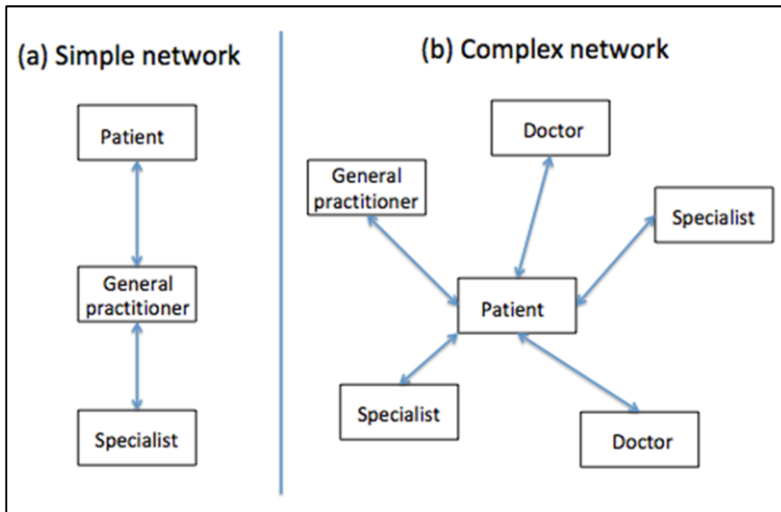 (a) Simple network
Patient
General
practitioner
Specialist
(b) Complex network
Doctor
General
practitioner
Specialist
Patient
Specialist
Doctor